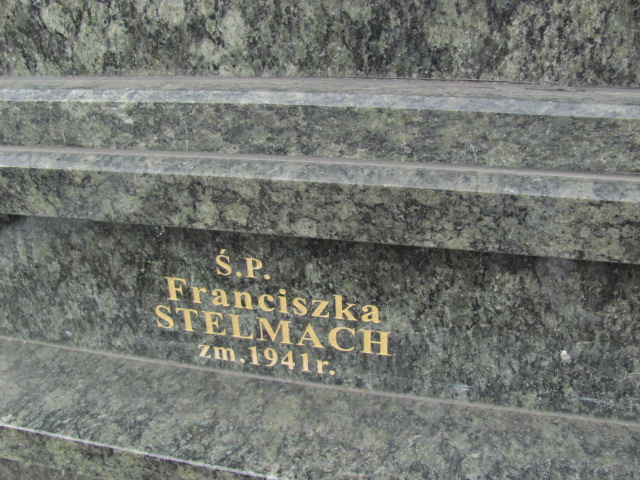 Ś.P.
Franciszka
STELMACH
zm.1941r.